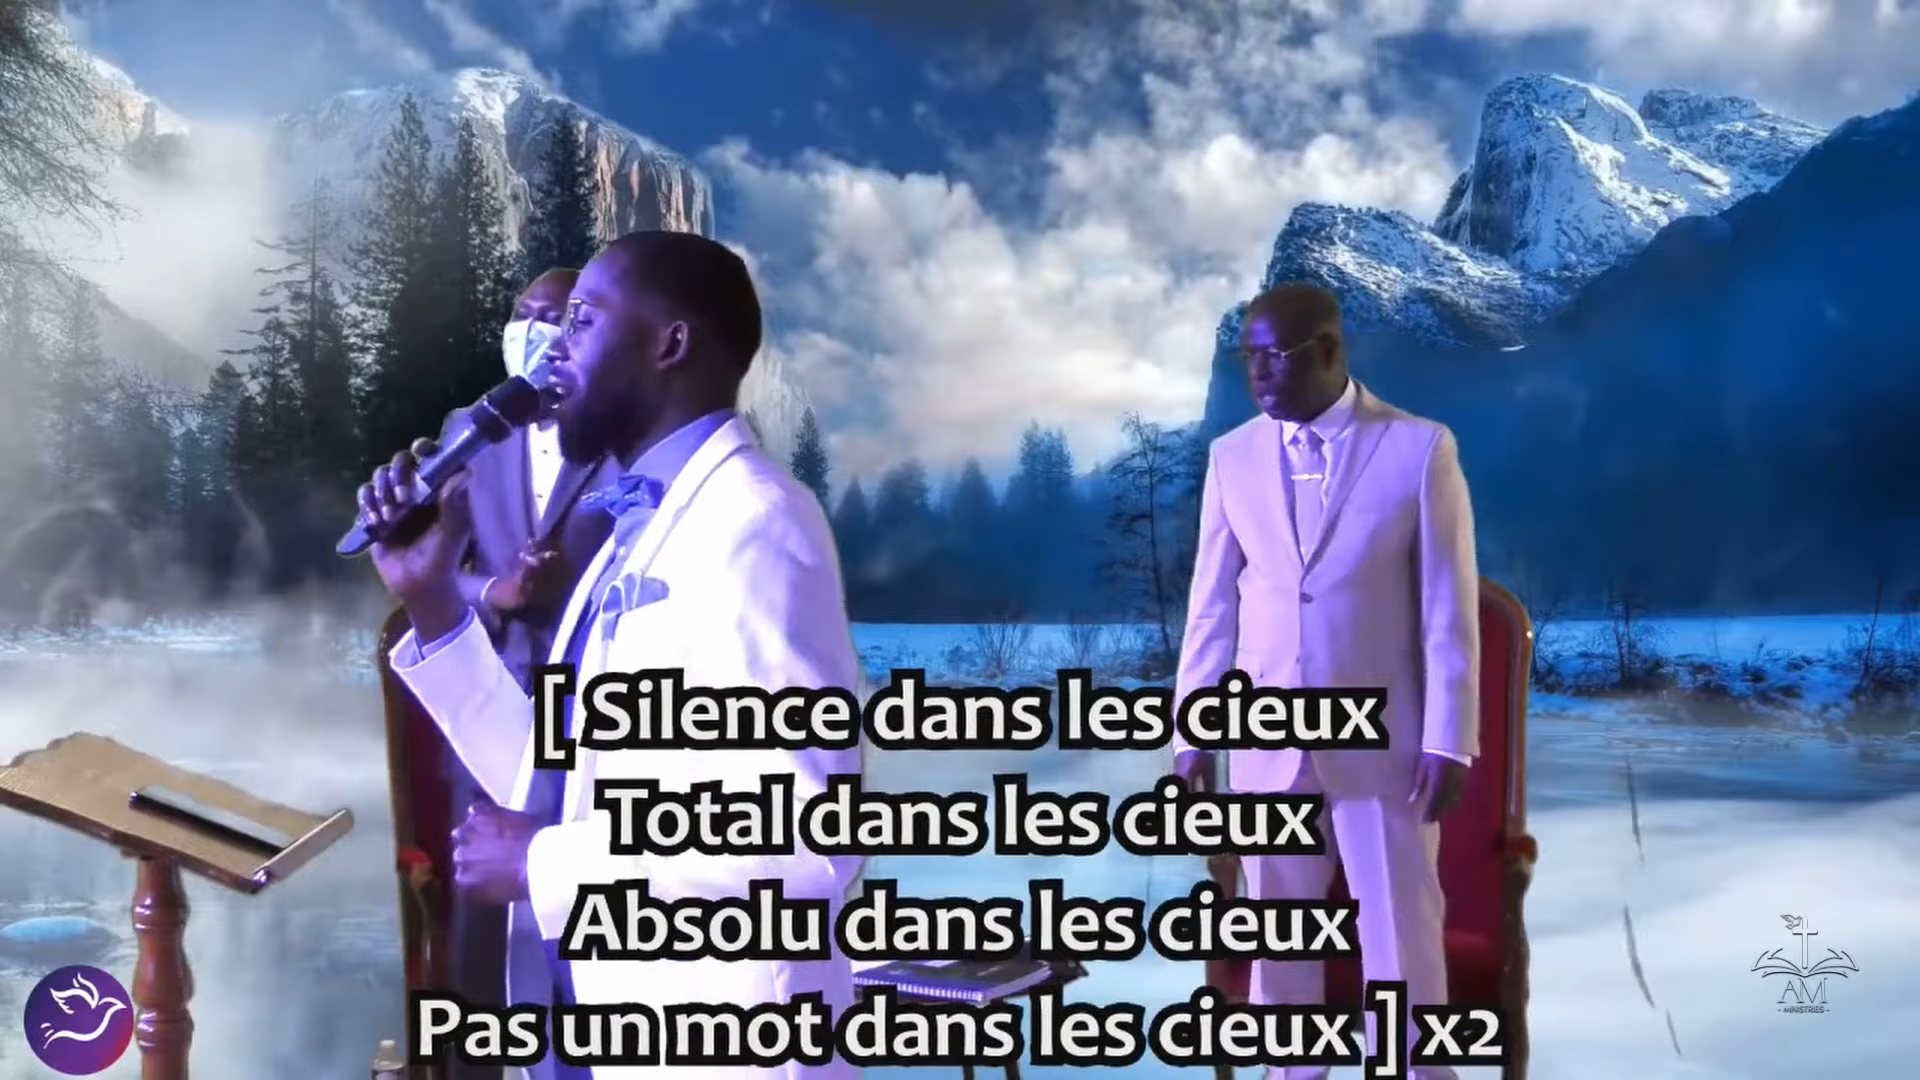 [ Silence dans les cieux
Total dans les cieux
Absolu dans les cieux
Pas un mot dans les cieux ] x2
AM
- MINISTRIES -